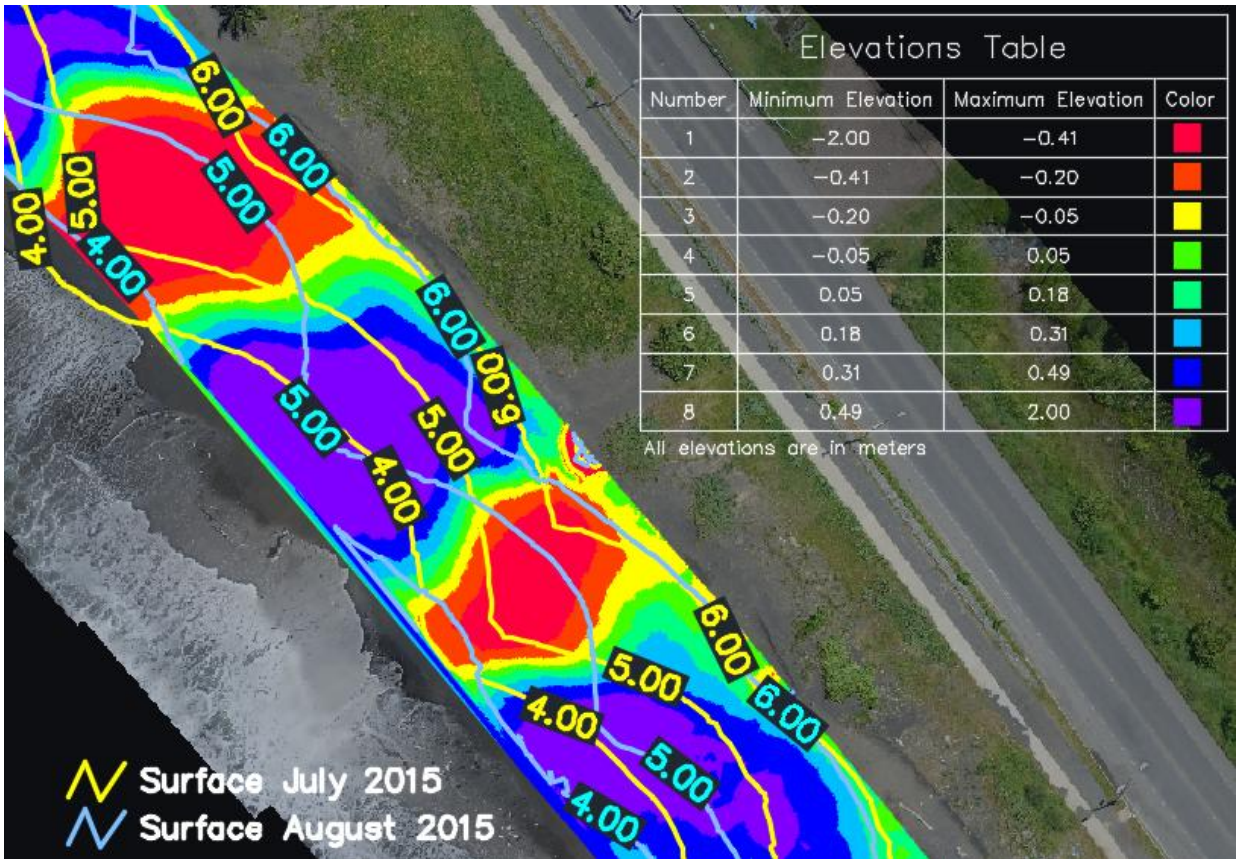 Elevations Table
Number Minimum Elevation Maximum Elevation Color
1 -2.00 -0.41
2 -0.41 -0.20
3 -0.20 -0.05
4 -0.05 0.05
5 0.05 0.18
6 0.18 0.31
7 0.31 0.49
8 0.49 2.00
All elevations are in meters
6.00
6.00
5.00
5.00
4.00
4.00
6.00
6.00
5.00
5.00
4.00
6.00
5.00
6.00
4.00
5.00
4.00
Surface July 2015
Surface August 2015